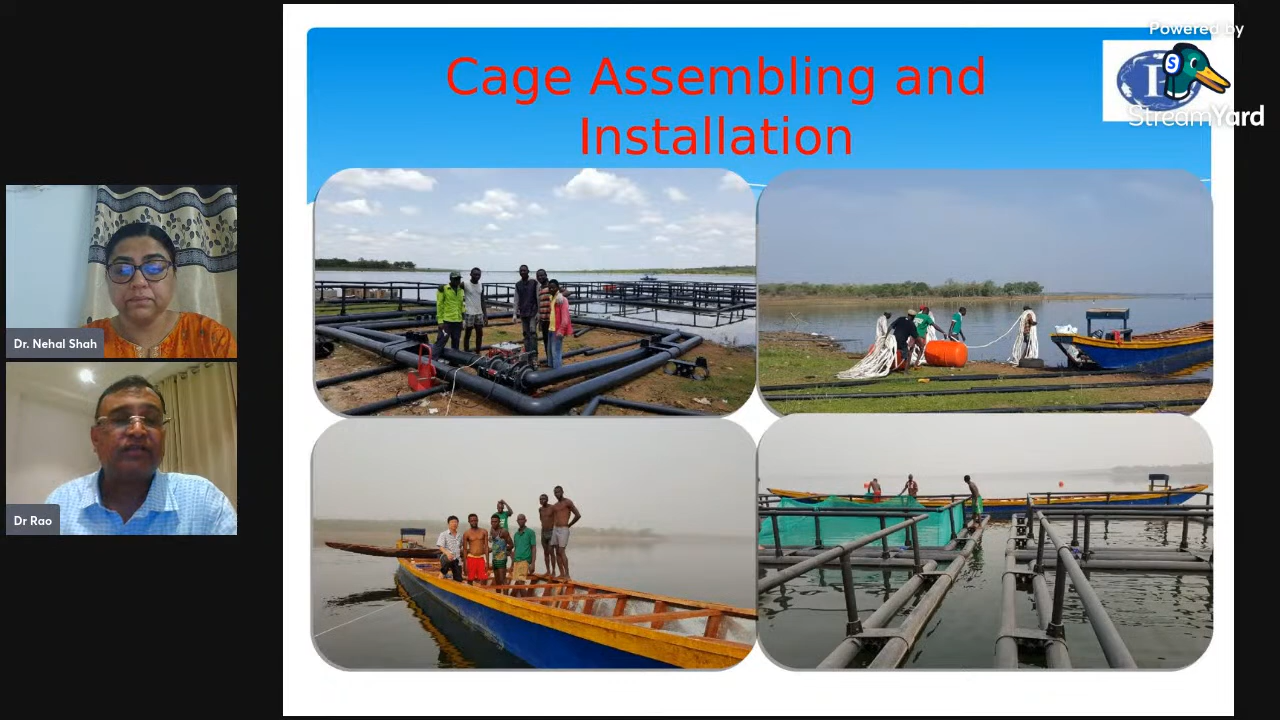 Cage Assembling and
Installation
Powered by
S
StreamYard
Dr. Nehal Shah
Dr Rao